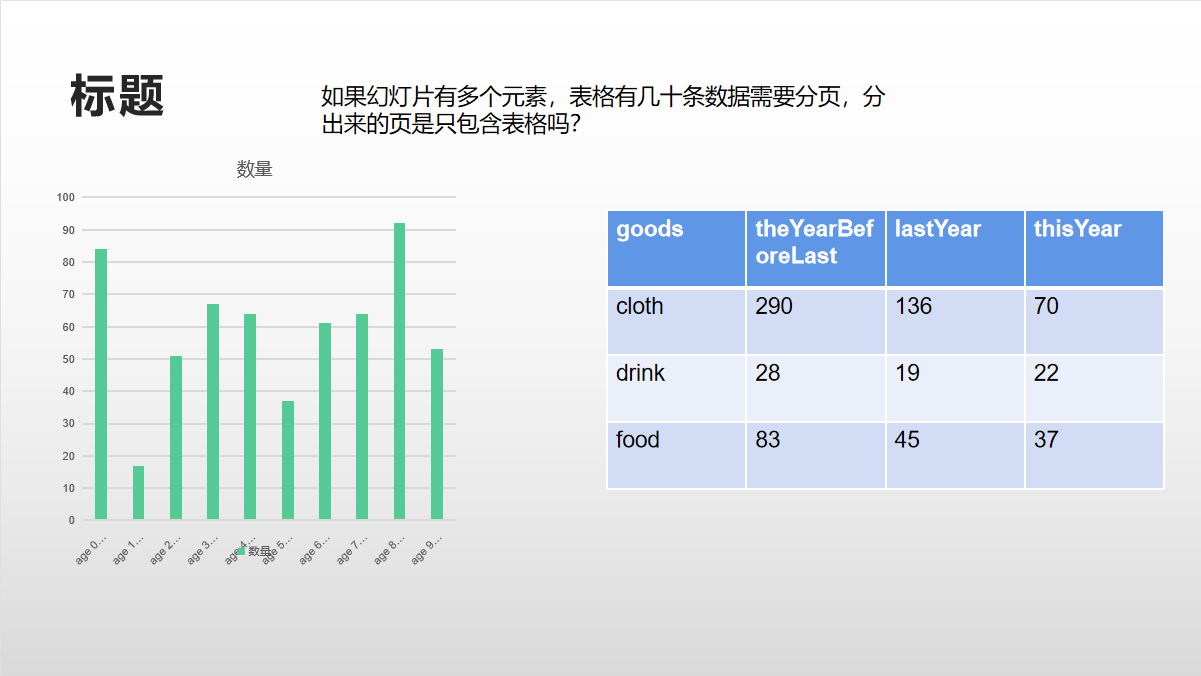 标题
如果幻灯片有多个元素，表格有几十条数据需要分页，分
出来的页是只包含表格吗？
数量
100
90
80
70
60
50
40
30
20
10
0
age 0… age 1… age 2… age 3… age 4… age 5… age 6… age 7… age 8… age 9…
数量
goods theYearBef lastYear thisYear
oreLast
cloth 290 136 70
drink 28 19 22
food 83 45 37